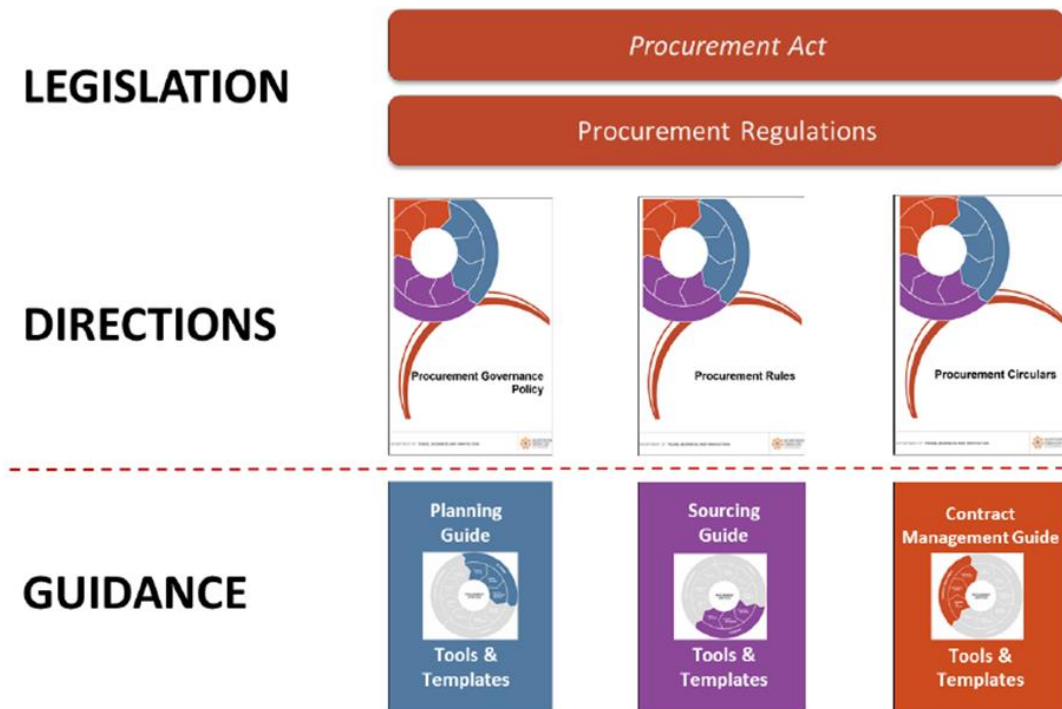 LEGISLATION
Procurement Act
Procurement Regulations
DIRECTIONS
Procurement Governance
Policy
Procurement Rules
Procurement Circulars
GUIDANCE
Planning
Guide
Tools &
Templates
Sourcing
Guide
Tools &
Templates
Contract
Management Guide
Tools &
Templates